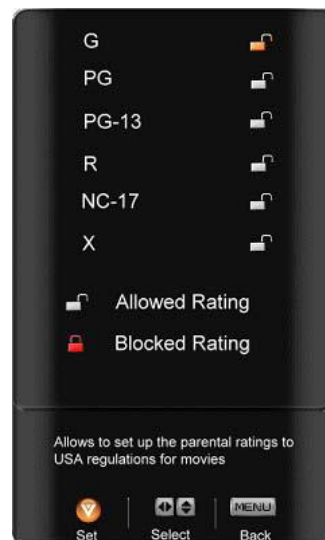 G
PG
PG-13
R
NC-17
X
Allowed Rating
Blocked Rating
Allows to set up the parental ratings to
USA regulations for movies
MENU
Set Select Back